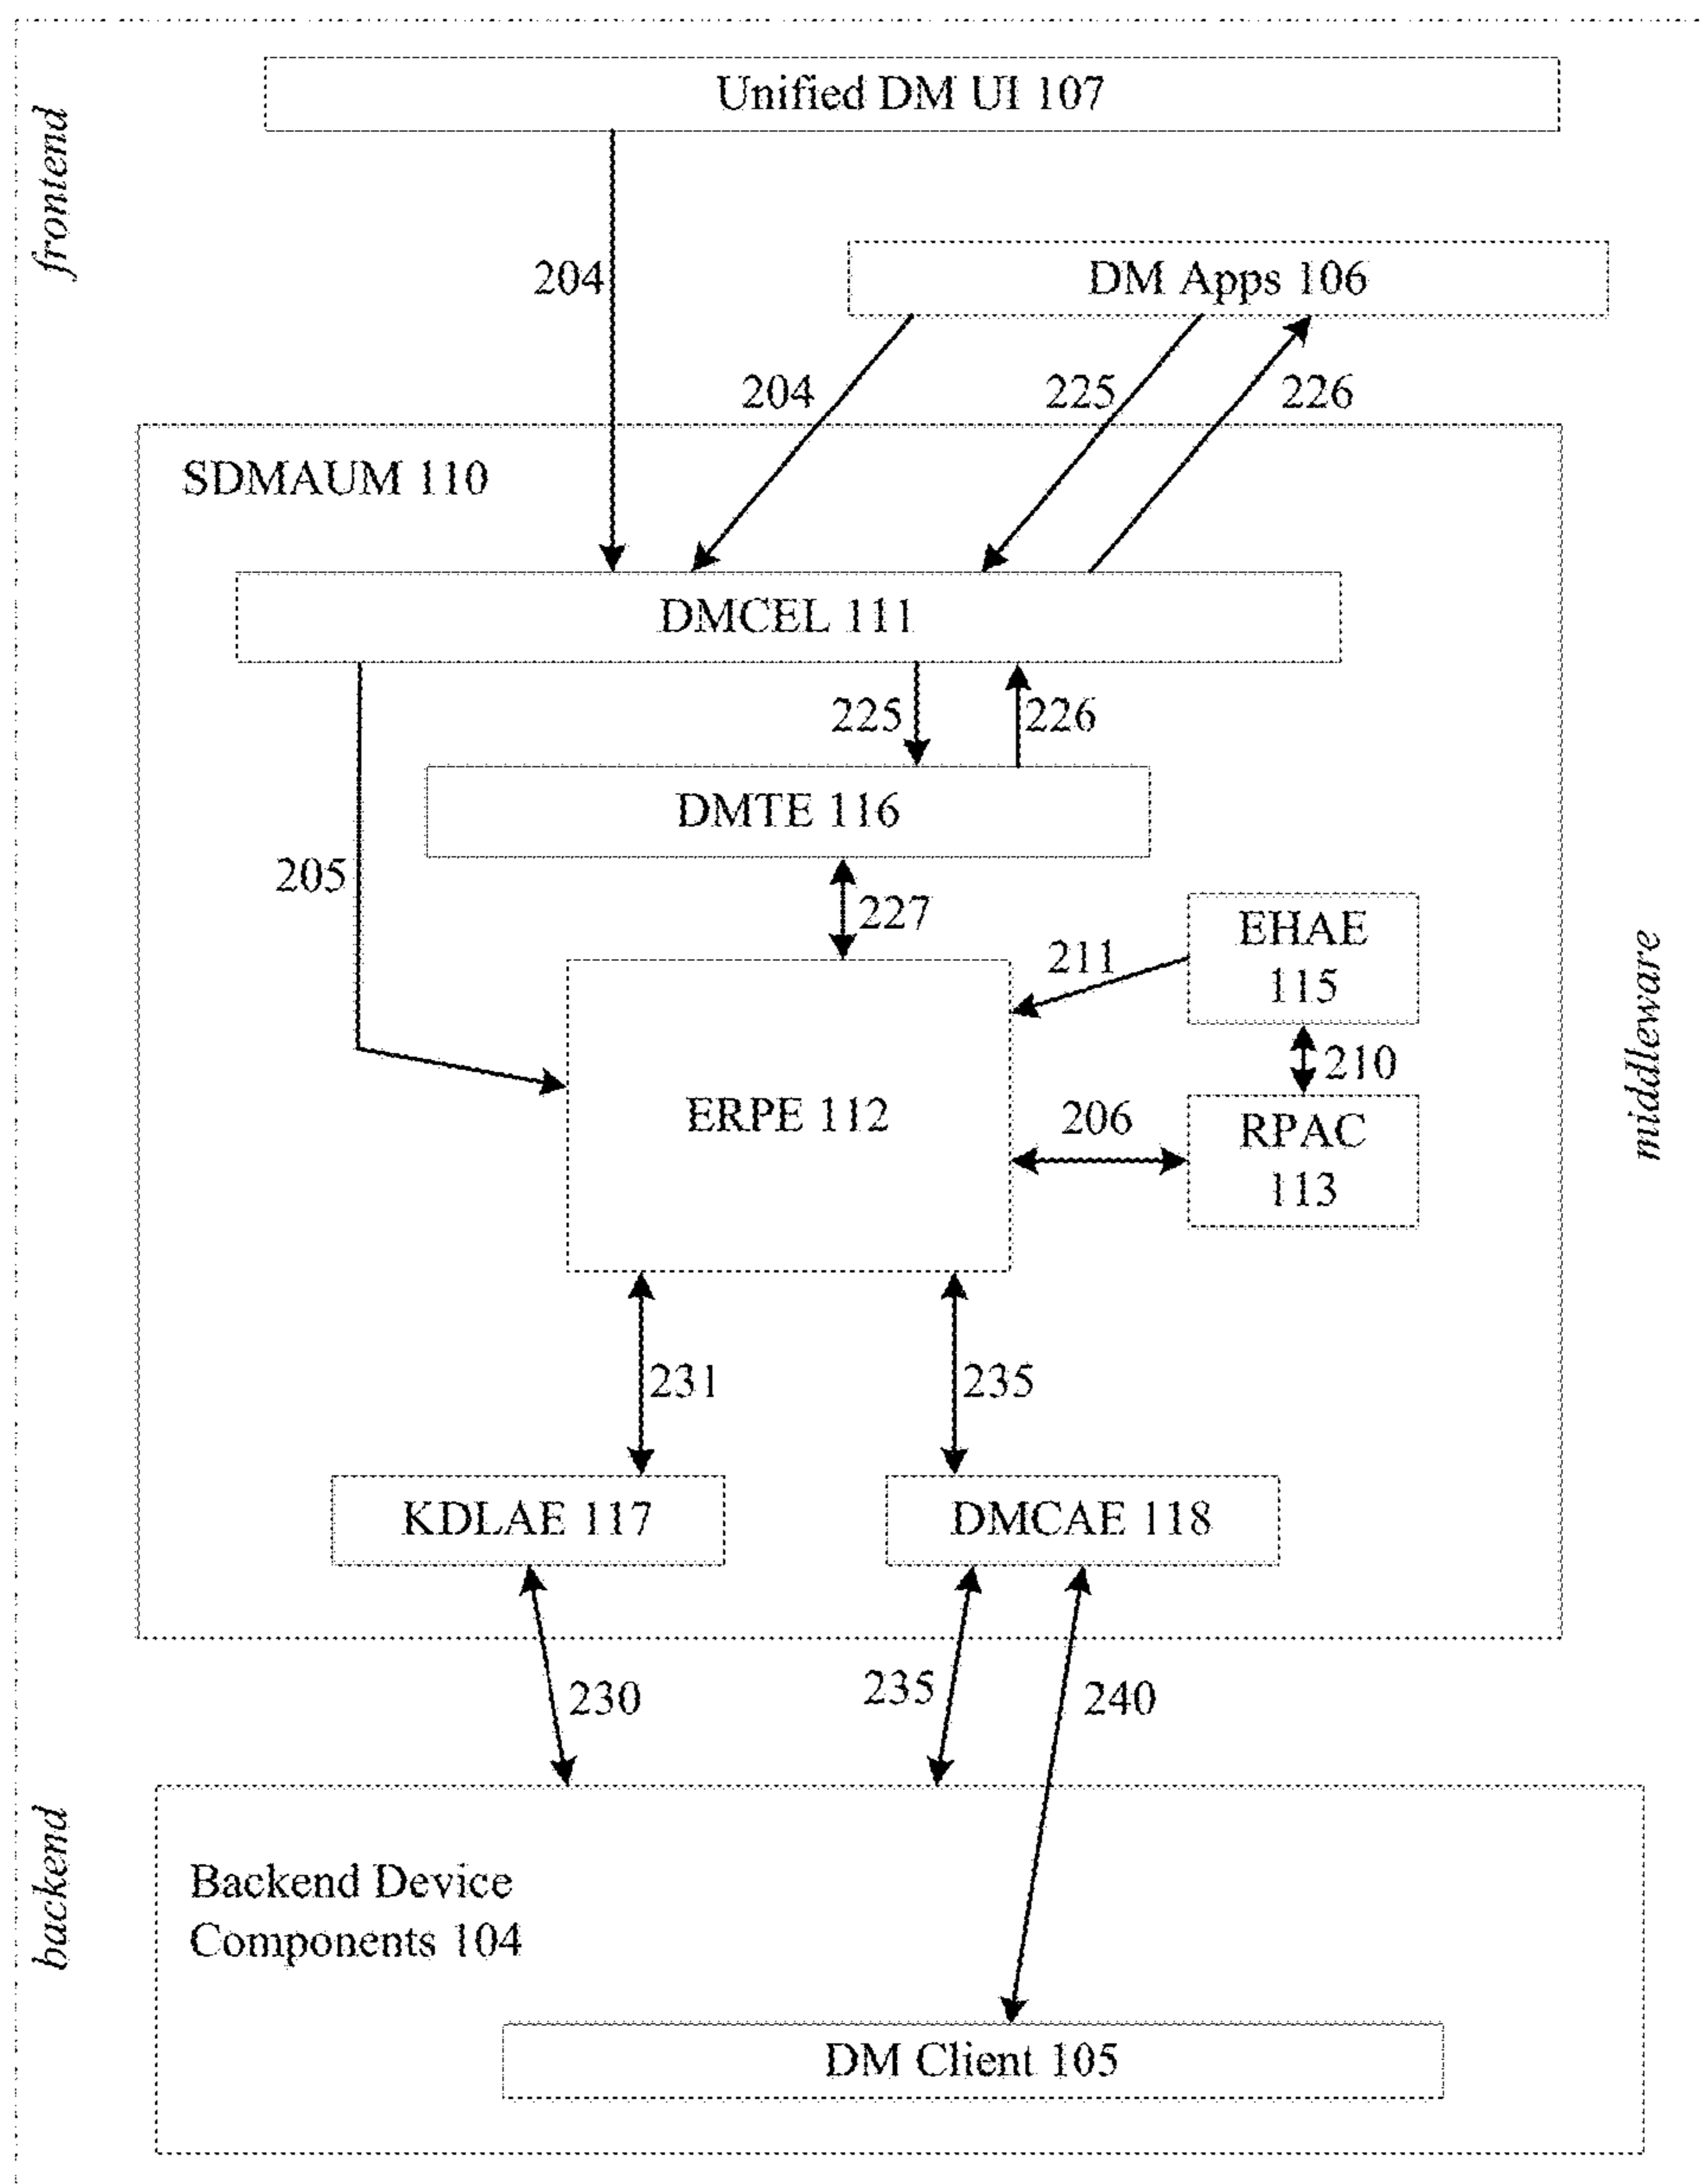 frontend
Unified DM UI 107
204
DM Apps 106
204
225
226
SDMAUM 110
DMCEL 111
225
226
DMTE 116
205
227
EHAE
115
211
210
middleware
ERPE 112
206
RPAC
113
231
235
KDLAE 117
DMCAE 118
230
235
240
backend
Backend Device
Components 104
DM Client 105